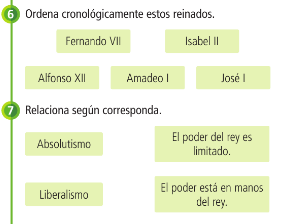 6 Ordena cronológicamente estos reinados.
Fernando VII Isabel II
Alfonso XII Amadeo I José I
7 Relaciona según corresponda.
Absolutismo
El poder del rey es
limitado.
Liberalismo
El poder está en manos
del rey.